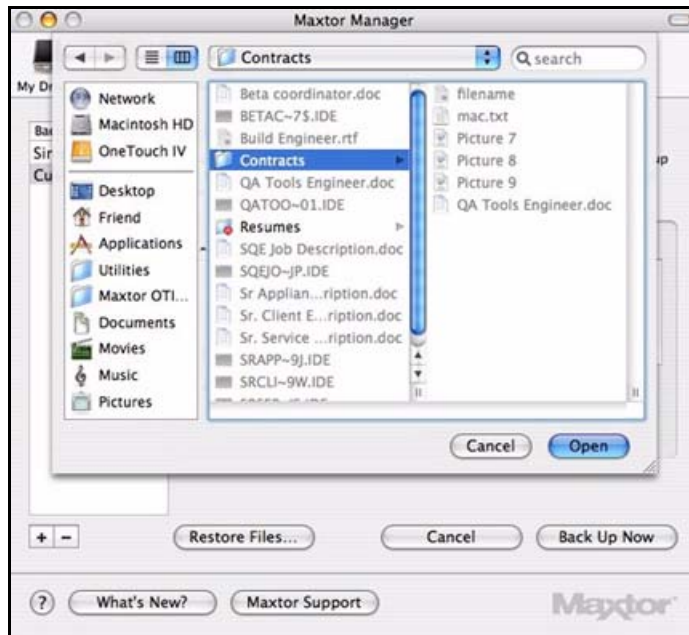 Maxtor Manager
Contracts
search
My Dr
Ba
Sir
Cu
up
Network
Macintosh HD
OneTouch IV
Desktop
Friend
Applications
Utilities
Maxtor OTI...
Documents
Movies
Music
Pictures
Beta coordinator.doc
BETAC~7$.IDE
Build Engineer.rtf
Contracts
QA Tools Engineer.doc
QATOO~01.IDE
Resumes
SQE Job Description.doc
SQEJO~JP.IDE
Sr Applian...ription.doc
Sr. Client E...ription.doc
Sr. Service ...ription.doc
SRAPP~9J.IDE
SRCLI~9W.IDE
filename
mac.txt
Picture 7
Picture 8
Picture 9
QA Tools Engineer.doc
Cancel
Open
+ -
Restore Files...
Cancel
Back Up Now
?
What's New?
Maxtor Support
Maxtor